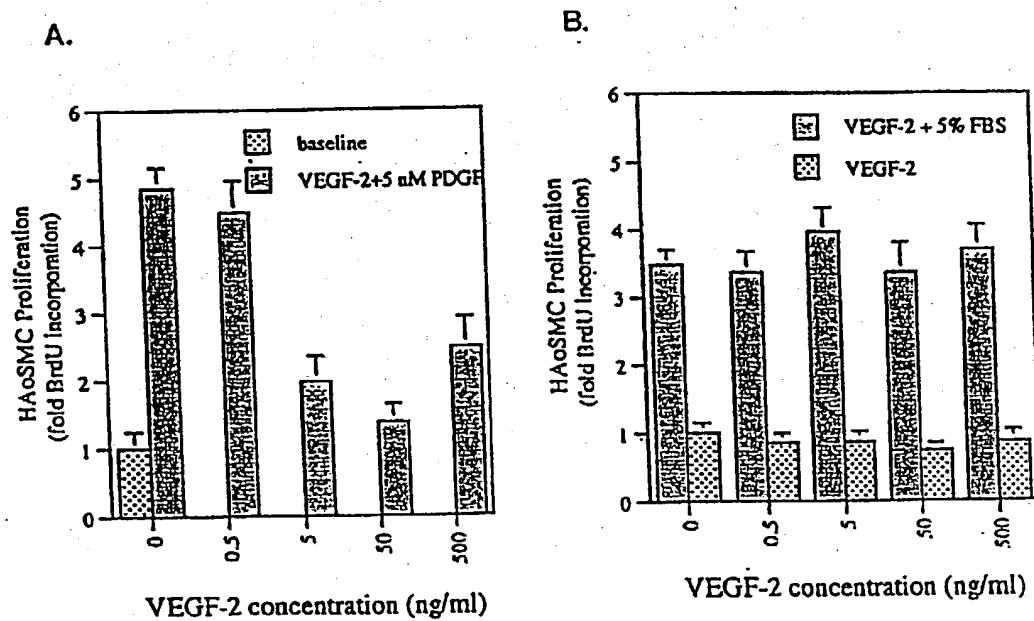 A.
6
5
4
3
2
1
0
HAoSMC Proliferation
(fold BrdU Incorporation)
baseline
VEGF-2+5 nM PDGF
0
0.5
5
50
500
VEGF-2 concentration (ng/ml)
B.
6
5
4
3
2
1
0
HAoSMC Proliferation
(fold BrdU Incorporation)
VEGF-2 + 5% FBS
VEGF-2
0
0.5
5
50
500
VEGF-2 concentration (ng/ml)